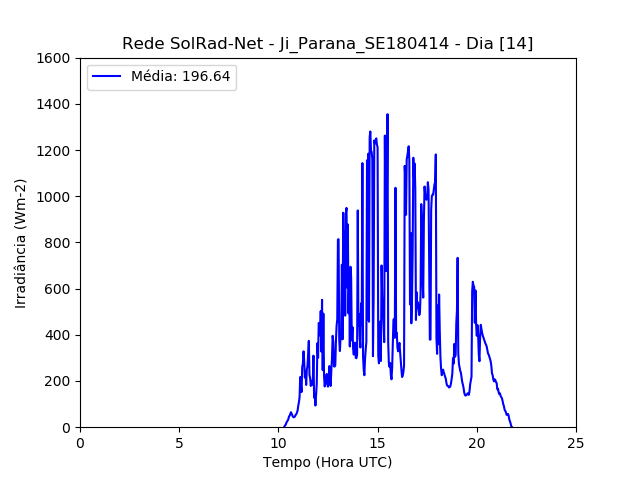 Rede SolRad-Net - Ji_Parana_SE180414 - Dia [14]
Média: 196.64
1600
1400
1200
1000
800
600
400
200
0
Irradiância (Wm-2)
0 5 10 15 20 25
Tempo (Hora UTC)